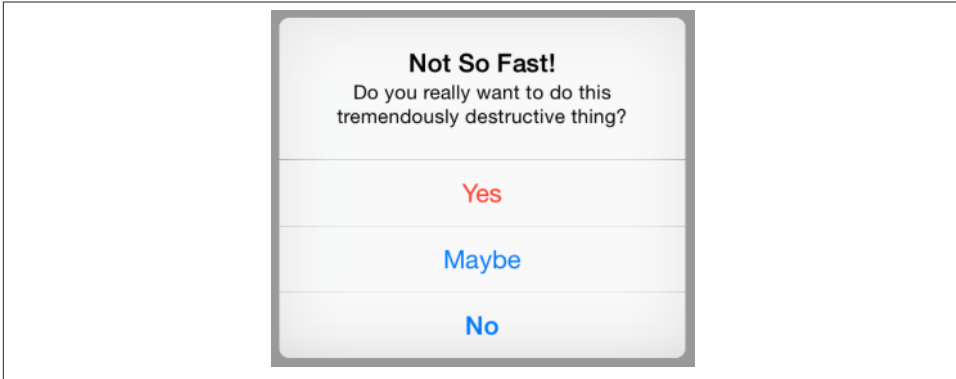 Not So Fast!
Do you really want to do this
tremendously destructive thing?
Yes
Maybe
No